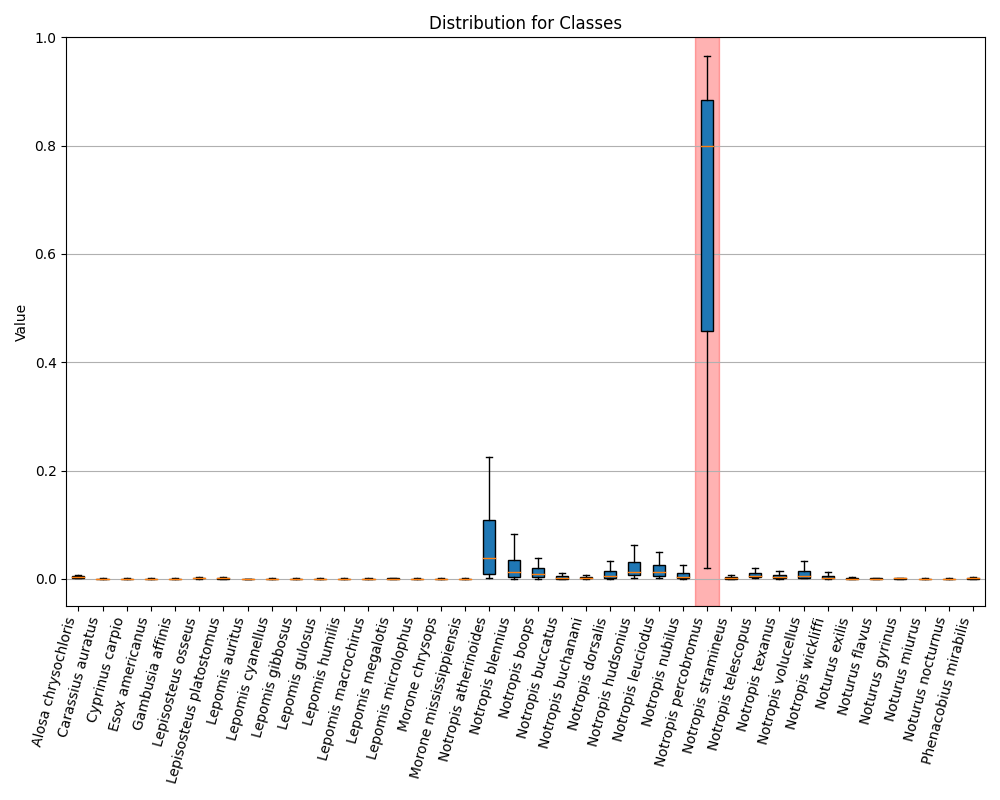 Distribution for Classes
Value
1.0
0.8
0.6
0.4
0.2
0.0
Alosa chrysochloris
Carassius auratus
Cyprinus carpio
Esox americanus
Gambusia affinis
Lepisosteus osseus
Lepisosteus platostomus
Lepomis auritus
Lepomis cyanellus
Lepomis gibbosus
Lepomis gulosus
Lepomis humilis
Lepomis macrochirus
Lepomis megalotis
Lepomis microlophus
Morone chrysops
Morone mississippiensis
Notropis atherinoides
Notropis blennius
Notropis boops
Notropis buccatus
Notropis buchanani
Notropis dorsalis
Notropis hudsonius
Notropis leuciodus
Notropis nubilus
Notropis percobromus
Notropis stramineus
Notropis telescopus
Notropis texanus
Notropis volucellus
Notropis wickliffi
Noturus exilis
Noturus flavus
Noturus gyrinus
Noturus miurus
Noturus nocturnus
Phenacobius mirabilis